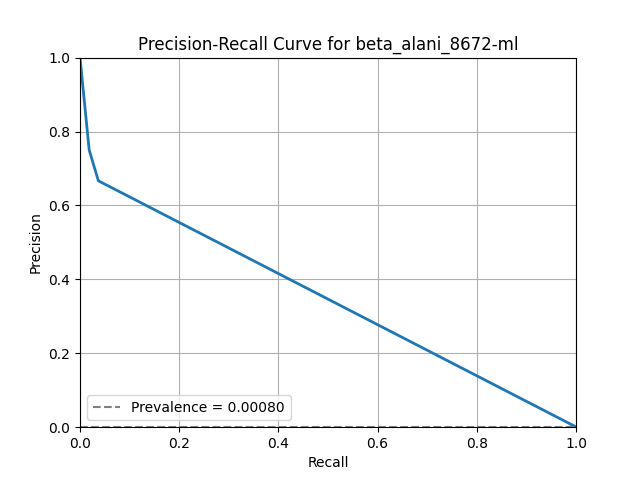 Precision-Recall Curve for beta_alani_8672-ml
1.0
0.8
0.6
0.4
0.2
0.0
Precision
Prevalence = 0.00080
0.0 0.2 0.4 0.6 0.8 1.0
Recall